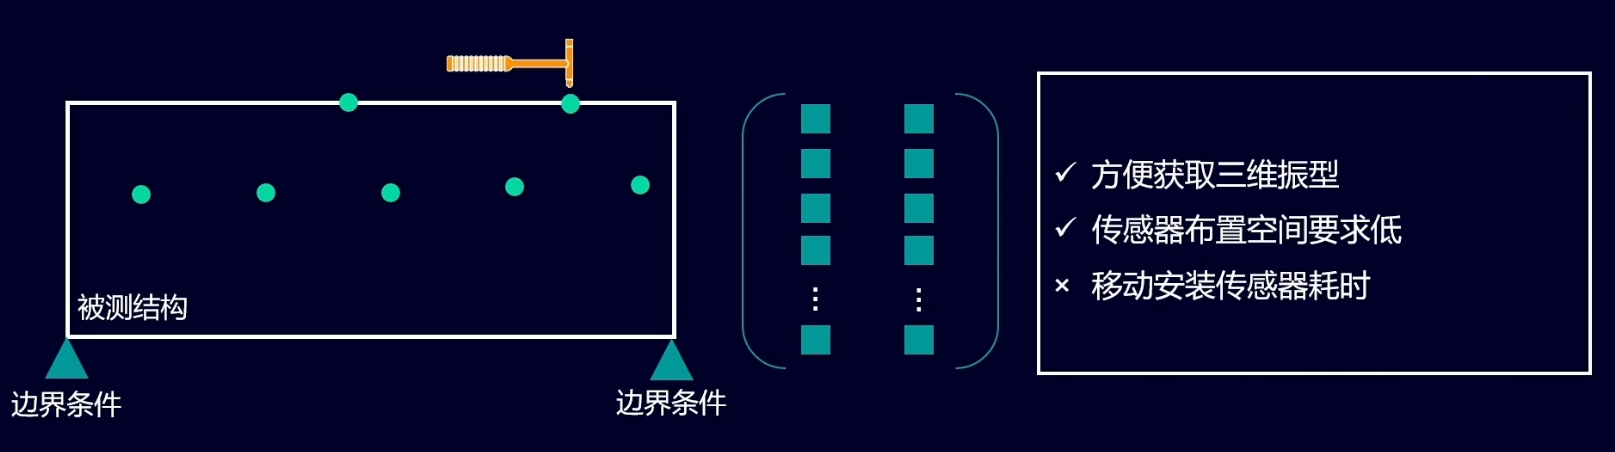 被测结构
边界条件
边界条件
✓ 方便获取三维振型
✓ 传感器布置空间要求低
× 移动安装传感器耗时